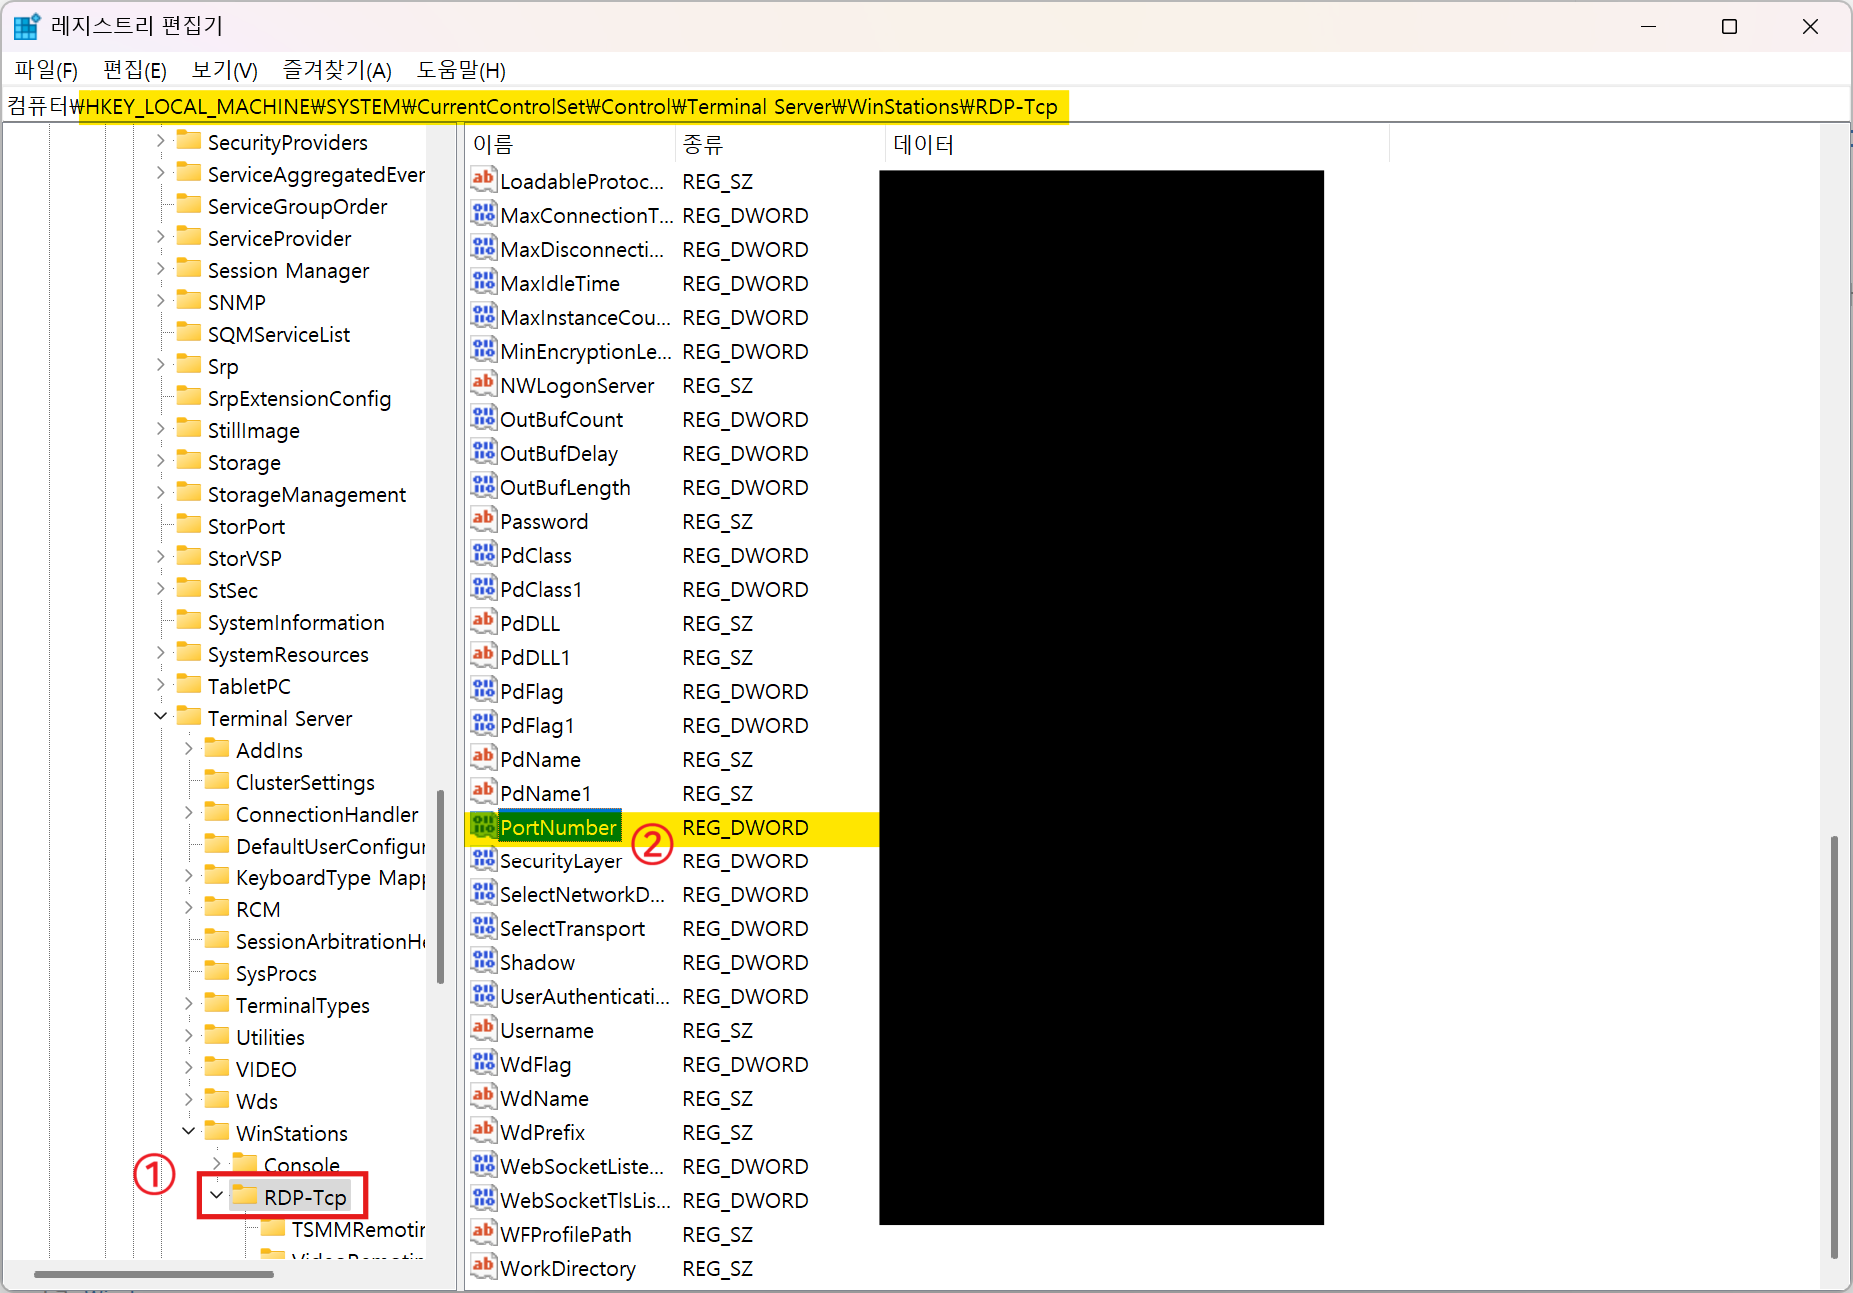 레지스트리 편집기
파일(F) 편집(E) 보기(V) 즐겨찾기(A) 도움말(H)
컴퓨터₩HKEY_LOCAL_MACHINE₩SYSTEM₩CurrentControlSet₩Control₩Terminal Server₩WinStations₩RDP-Tcp
SecurityProviders
ServiceAggregatedEver
ServiceGroupOrder
ServiceProvider
Session Manager
SNMP
SQMServiceList
Srp
SrpExtensionConfig
StillImage
Storage
StorageManagement
StorPort
StorVSP
StSec
SystemInformation
SystemResources
TabletPC
Terminal Server
AddIns
ClusterSettings
ConnectionHandler
DefaultUserConfigur
KeyboardType Mapp
RCM
SessionArbitrationHe
SysProcs
TerminalTypes
Utilities
VIDEO
Wds
WinStations
Console
① RDP-Tcp
TSMMRemotin
VideoRemotin
이름 종류 데이터
LoadableProtoc... REG_SZ
MaxConnectionT... REG_DWORD
MaxDisconnecti... REG_DWORD
MaxIdleTime REG_DWORD
MaxInstanceCou... REG_DWORD
MinEncryptionLe... REG_DWORD
NWLogonServer REG_SZ
OutBufCount REG_DWORD
OutBufDelay REG_DWORD
OutBufLength REG_DWORD
Password REG_SZ
PdClass REG_DWORD
PdClass1 REG_DWORD
PdDLL REG_SZ
PdDLL1 REG_SZ
PdFlag REG_DWORD
PdFlag1 REG_DWORD
PdName REG_SZ
PdName1 REG_SZ
PortNumber ② REG_DWORD
SecurityLayer REG_DWORD
SelectNetworkD... REG_DWORD
SelectTransport REG_DWORD
Shadow REG_DWORD
UserAuthenticati... REG_DWORD
Username REG_SZ
WdFlag REG_DWORD
WdName REG_SZ
WdPrefix REG_SZ
WebSocketListe... REG_DWORD
WebSocketTlsLis... REG_DWORD
WFProfilePath REG_SZ
WorkDirectory REG_SZ